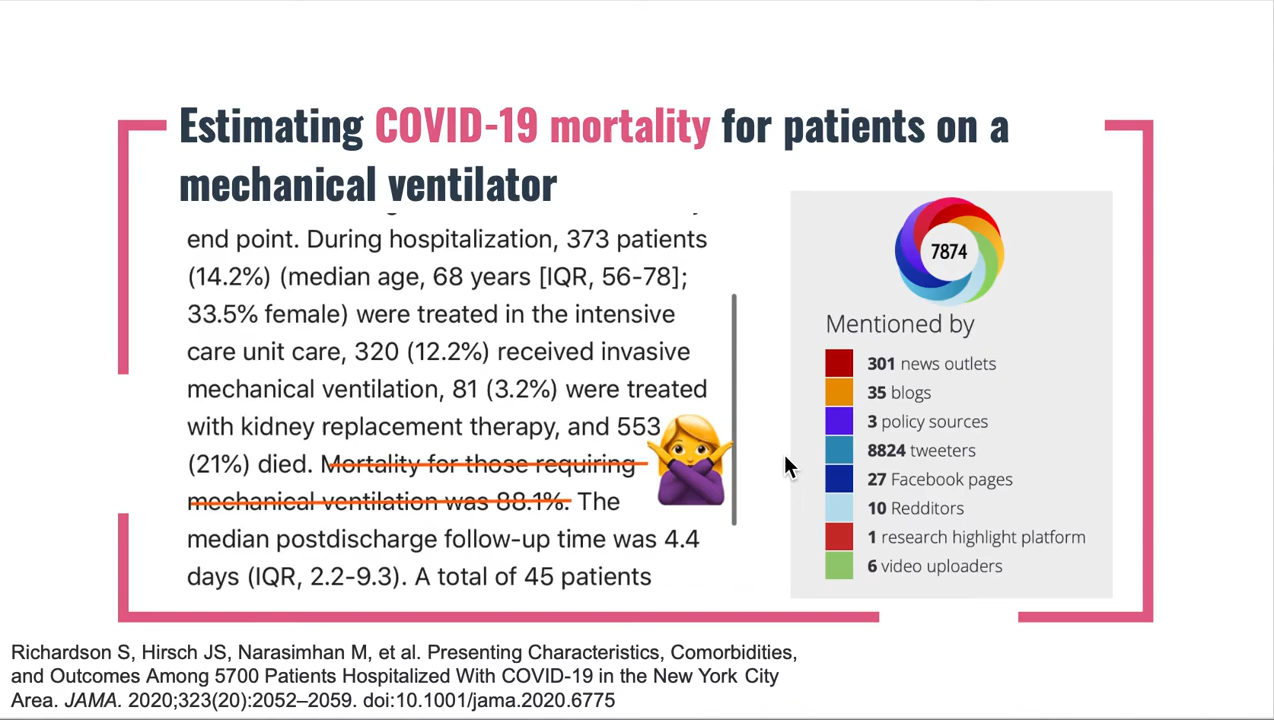 Estimating COVID-19 mortality for patients on a
mechanical ventilator
end point. During hospitalization, 373 patients
(14.2%) (median age, 68 years [IQR, 56-78];
33.5% female) were treated in the intensive
care unit care, 320 (12.2%) received invasive
mechanical ventilation, 81 (3.2%) were treated
with kidney replacement therapy, and 553
(21%) died. Mortality for those requiring
mechanical ventilation was 88.1%. The
median postdischarge follow-up time was 4.4
days (IQR, 2.2-9.3). A total of 45 patients
7874
Mentioned by
301 news outlets
35 blogs
3 policy sources
8824 tweeters
27 Facebook pages
10 Redditors
1 research highlight platform
6 video uploaders
Richardson S, Hirsch JS, Narasimhan M, et al. Presenting Characteristics, Comorbidities,
and Outcomes Among 5700 Patients Hospitalized With COVID-19 in the New York City
Area. JAMA. 2020;323(20):2052–2059. doi:10.1001/jama.2020.6775